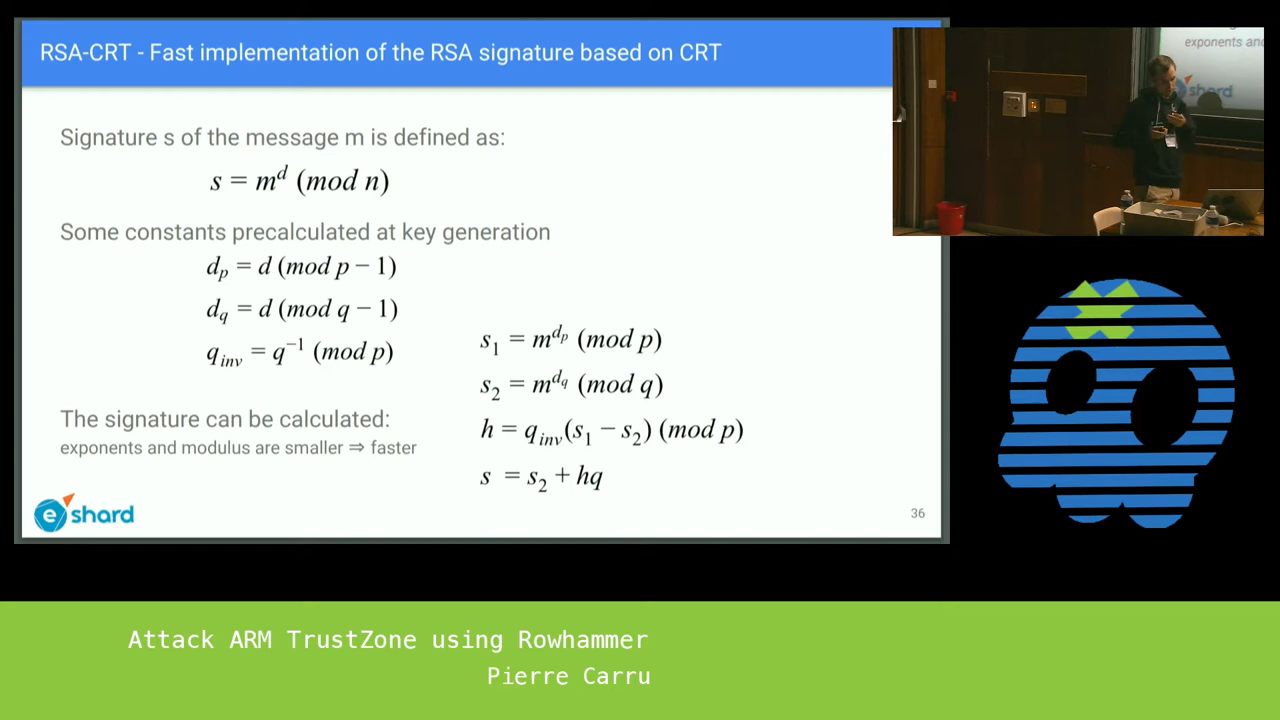 RSA-CRT - Fast implementation of the RSA signature based on CRT
Signature s of the message m is defined as:
s = m^d (mod n)
Some constants precalculated at key generation
d_p = d (mod p − 1)
d_q = d (mod q − 1)
q_inv = q^−1 (mod p)
The signature can be calculated:
exponents and modulus are smaller ⇒ faster
s_1 = m^d_p (mod p)
s_2 = m^d_q (mod q)
h = q_inv(s_1 − s_2) (mod p)
s = s_2 + hq
eshard
36
exponents and
shard
Attack ARM TrustZone using Rowhammer
Pierre Carru